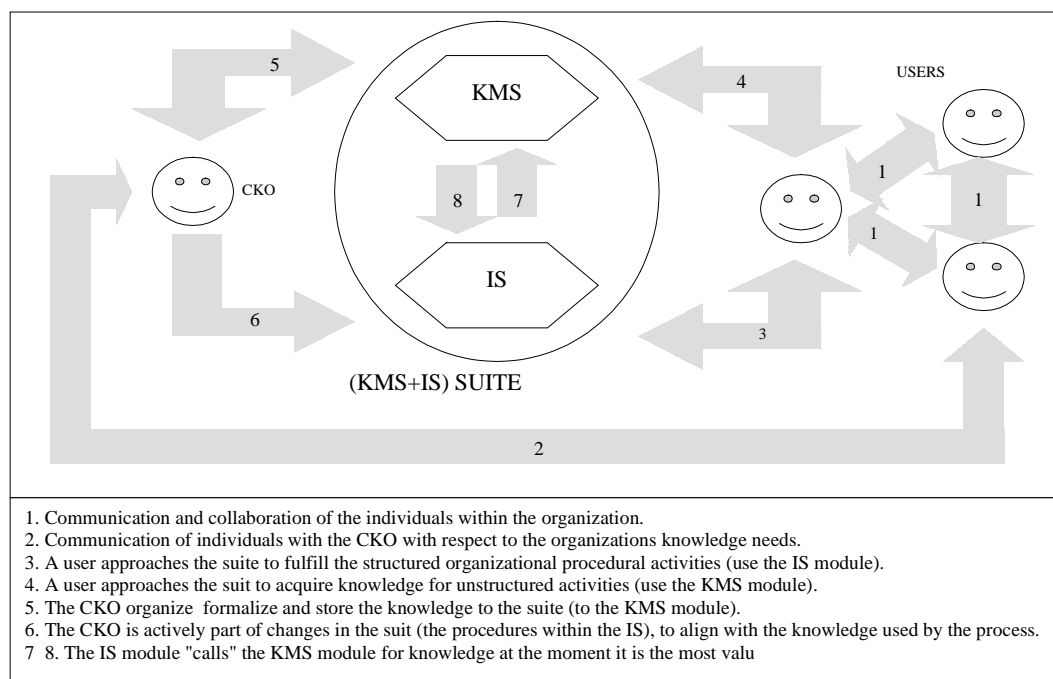 5
KMS
4
USERS
1
CKO
8
7
1
1
IS
6
3
(KMS+IS) SUITE
2
1. Communication and collaboration of the individuals within the organization.
2. Communication of individuals with the CKO with respect to the organizations knowledge needs.
3. A user approaches the suite to fulfill the structured organizational procedural activities (use the IS module).
4. A user approaches the suit to acquire knowledge for unstructured activities (use the KMS module).
5. The CKO organize  formalize and store the knowledge to the suite (to the KMS module).
6. The CKO is actively part of changes in the suit (the procedures within the IS), to align with the knowledge used by the process.
7  8. The IS module "calls" the KMS module for knowledge at the moment it is the most valu